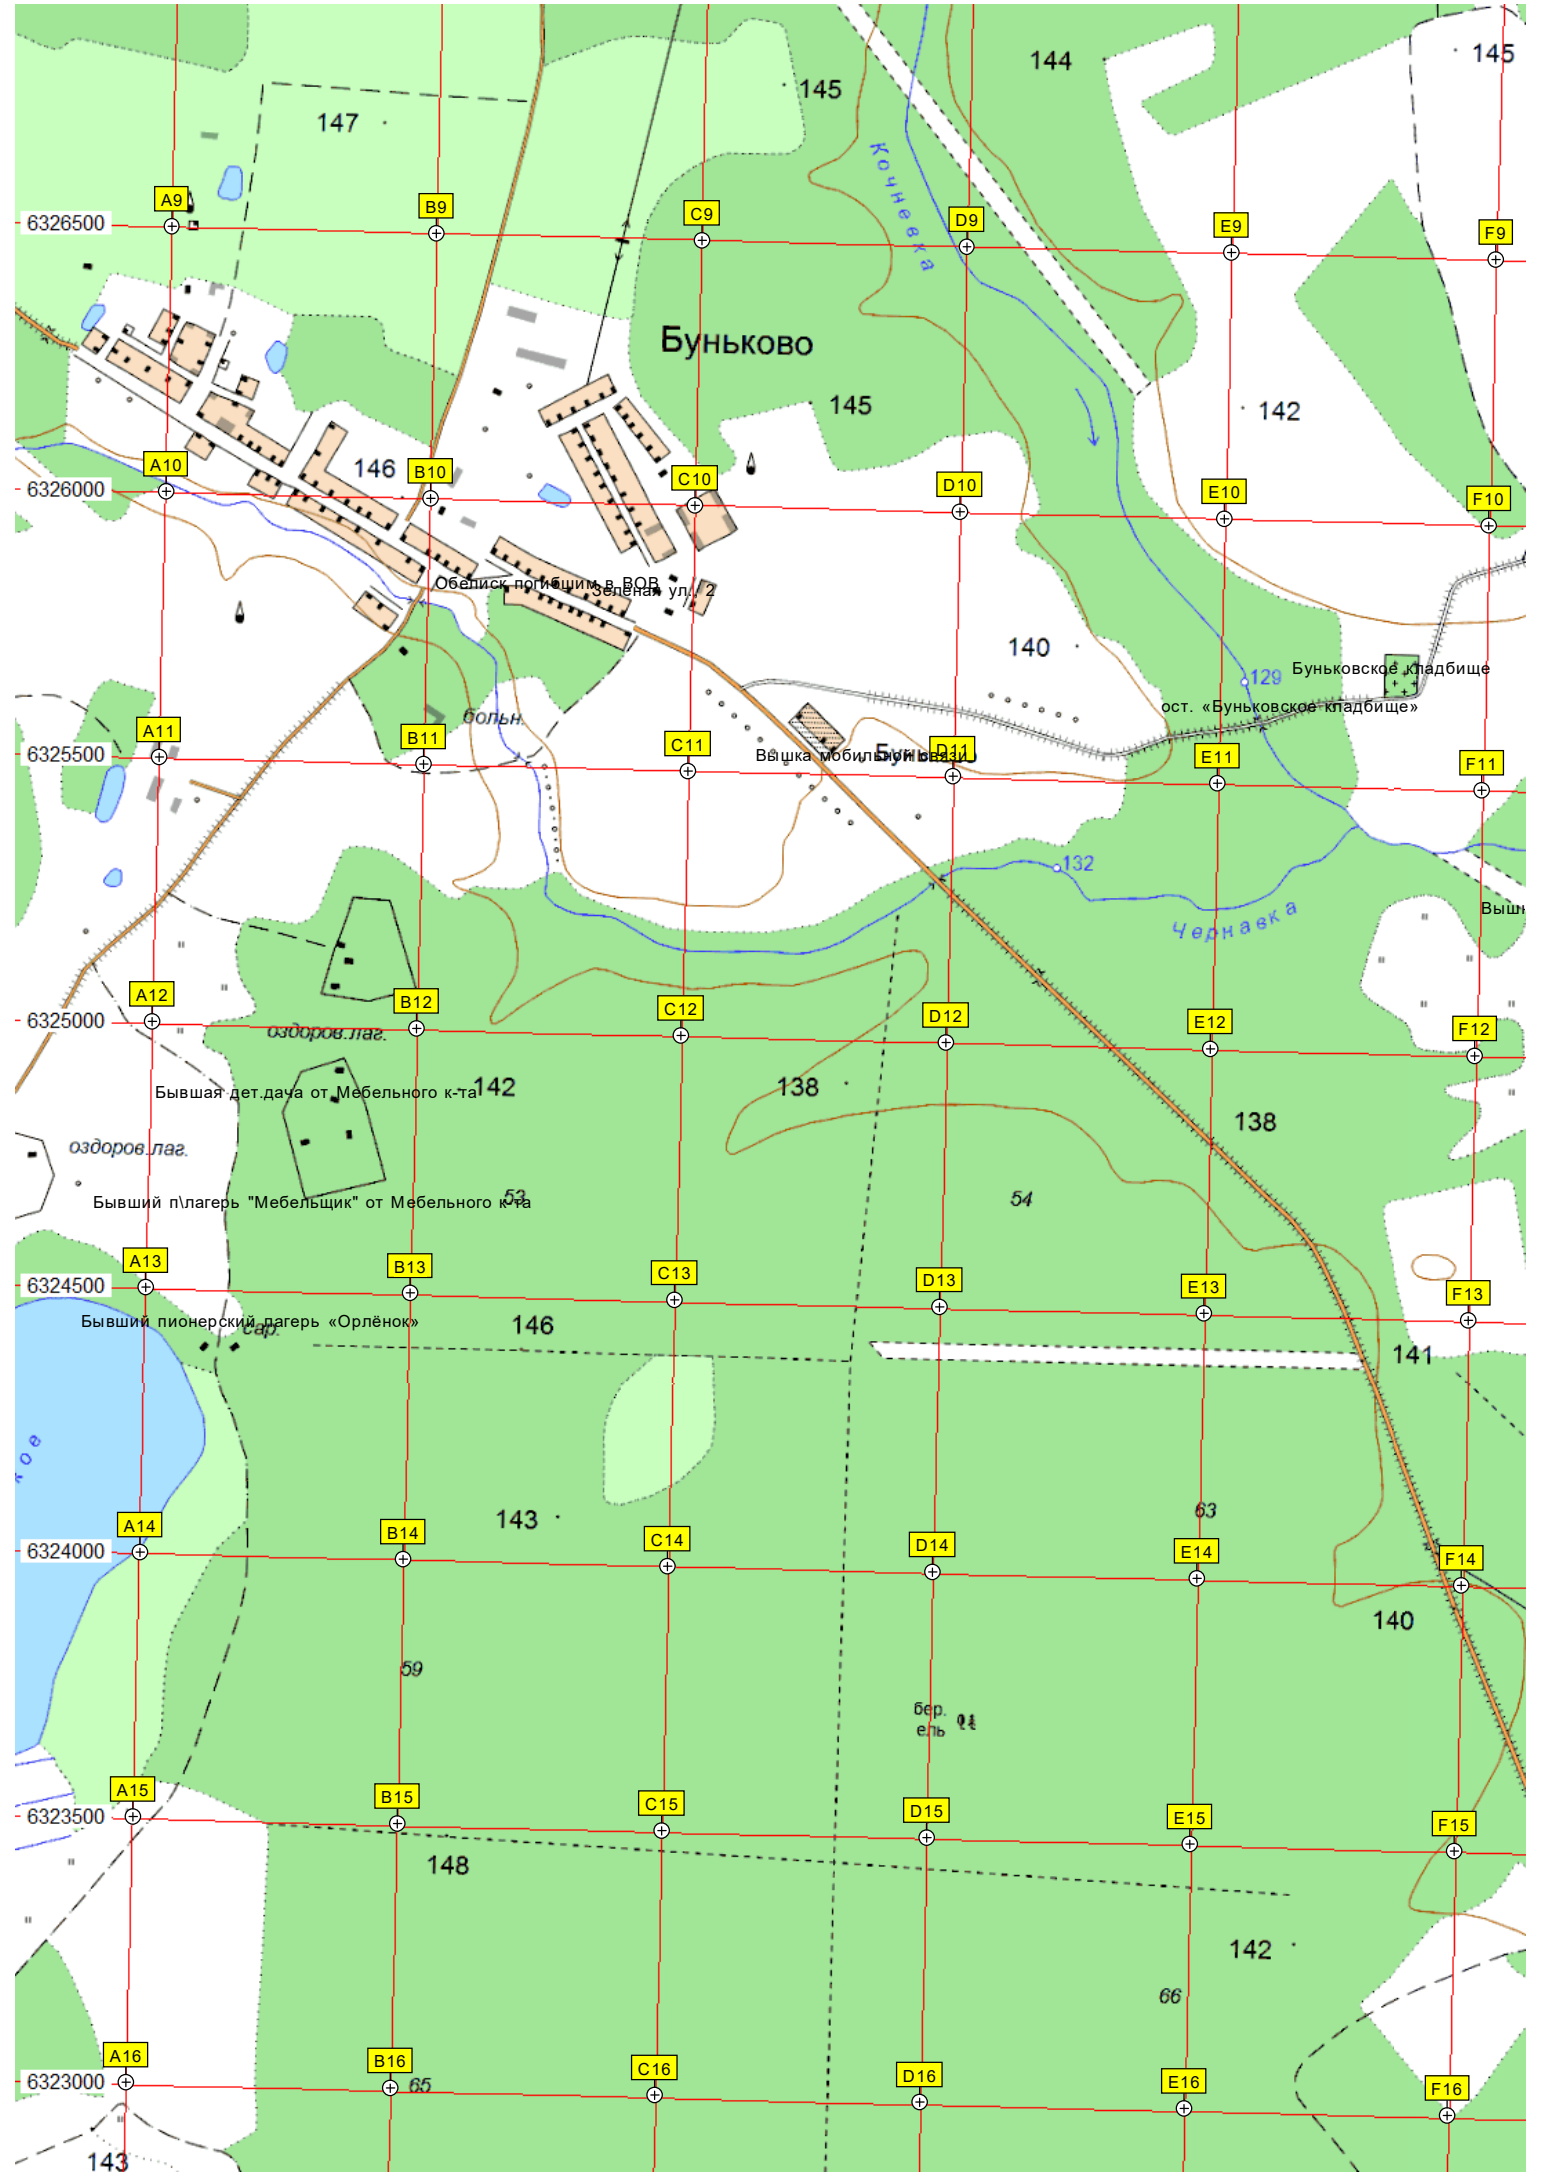 145
144
145
147
Кочневка
A9
B9
C9
D9
E9
F9
6326500
Буньково
145
142
146
A10
B10
C10
D10
E10
F10
6326000
Обелиск погибшим в ВОВ
Зелёная ул., 2
140
129
Буньковское кладбище
ост. «Буньковское кладбище»
больн.
A11
B11
C11
D11
E11
F11
6325500
Вышка мобильной связи
132
Чернавка
A12
B12
C12
D12
E12
F12
6325000
оздоров.лаг.
Бывшая дет.дача от Мебельного к-та
142
138
138
оздоров.лаг.
Бывший п\лагерь "Мебельщик" от Мебельного к-та
53
54
A13
B13
C13
D13
E13
F13
6324500
Бывший пионерский лагерь «Орлёнок»
сар.
146
141
кое
143
63
A14
B14
C14
D14
E14
F14
6324000
140
59
бер.
ель
A15
B15
C15
D15
E15
F15
6323500
148
142
66
A16
B16
C16
D16
E16
F16
6323000
65
143